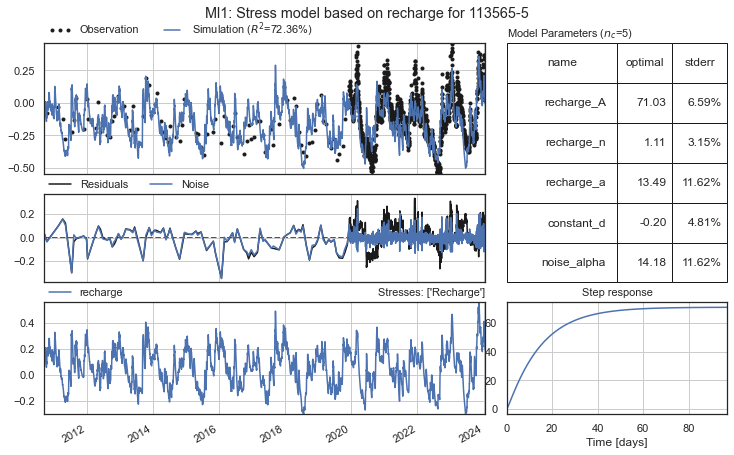 Ml1: Stress model based on recharge for 113565-5
Observation Simulation (R²=72.36%)
0.25
0.00
−0.25
−0.50
Residuals Noise
0.2
0.0
−0.2
recharge Stresses: ['Recharge']
0.4
0.2
0.0
−0.2
2012 2014 2016 2018 2020 2022 2024
Model Parameters (n_c=5)
name optimal stderr
recharge_A 71.03 6.59%
recharge_n 1.11 3.15%
recharge_a 13.49 11.62%
constant_d -0.20 4.81%
noise_alpha 14.18 11.62%
Step response
60
40
20
0
0 20 40 60 80
Time [days]